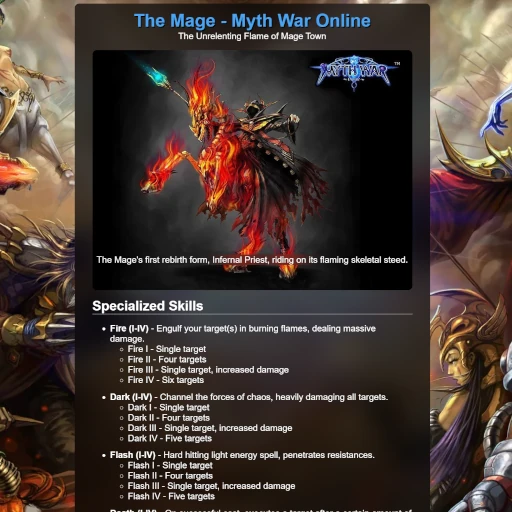 The Mage - Myth War Online
The Unrelenting Flame of Mage Town
MYTH WAR ™
The Mage's first rebirth form, Infernal Priest, riding on its flaming skeletal steed.
Specialized Skills
• Fire (I-IV) - Engulf your target(s) in burning flames, dealing massive
damage.
○ Fire I - Single target
○ Fire II - Four targets
○ Fire III - Single target, increased damage
○ Fire IV - Six targets
• Dark (I-IV) - Channel the forces of chaos, heavily damaging all targets.
○ Dark I - Single target
○ Dark II - Four targets
○ Dark III - Single target, increased damage
○ Dark IV - Five targets
• Flash (I-IV) - Hard hitting light energy spell, penetrates resistances.
○ Flash I - Single target
○ Flash II - Four targets
○ Flash III - Single target, increased damage
○ Flash IV - Five targets